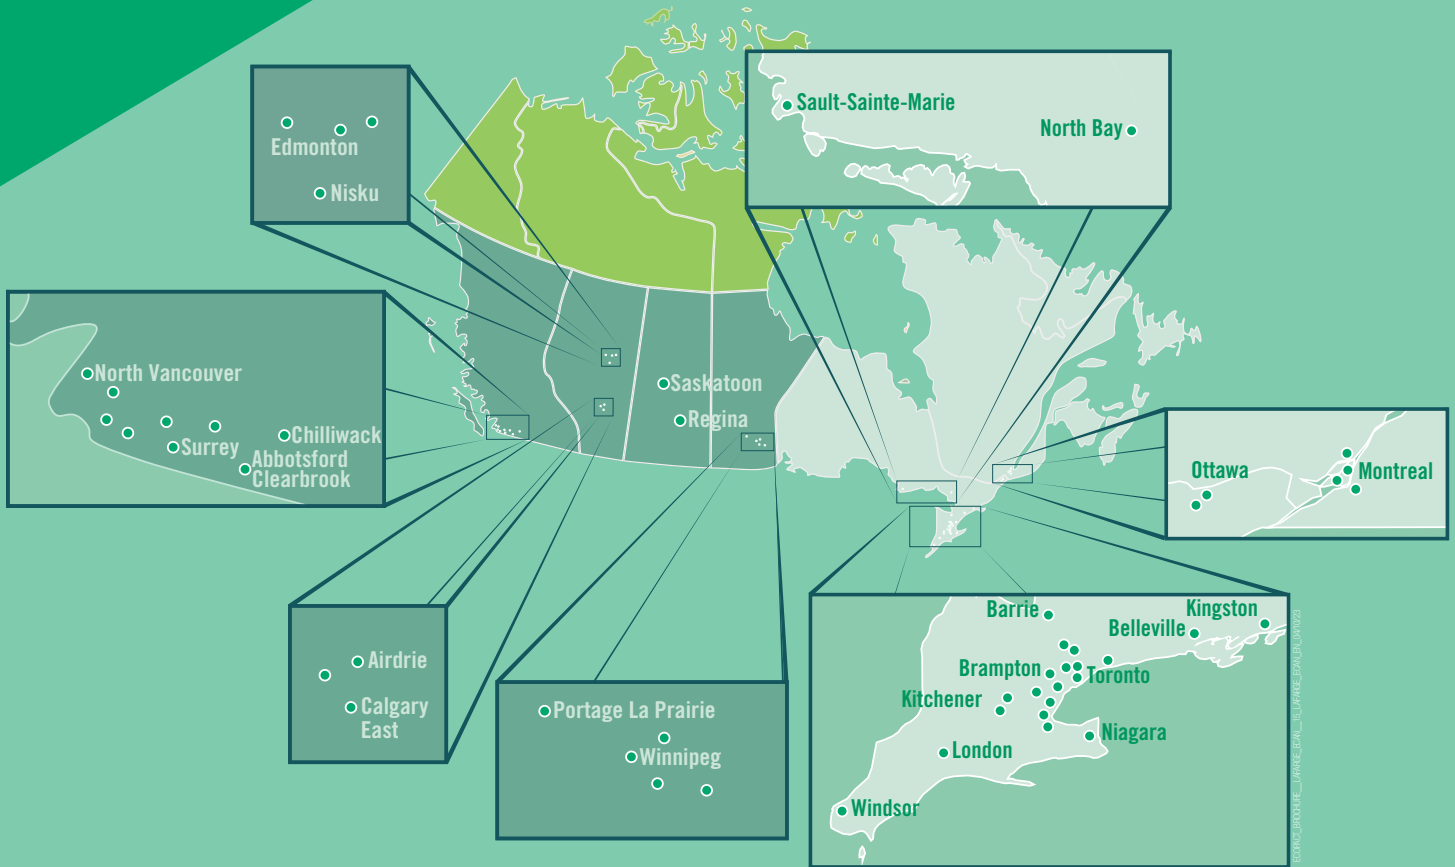 Sault-Sainte-Marie
North Bay
Edmonton
Nisku
North Vancouver
Surrey
Chilliwack
Abbotsford
Clearbrook
Saskatoon
Regina
Ottawa
Montreal
Airdrie
Calgary
East
Portage La Prairie
Winnipeg
Barrie
Kingston
Belleville
Brampton
Toronto
Kitchener
Niagara
London
Windsor